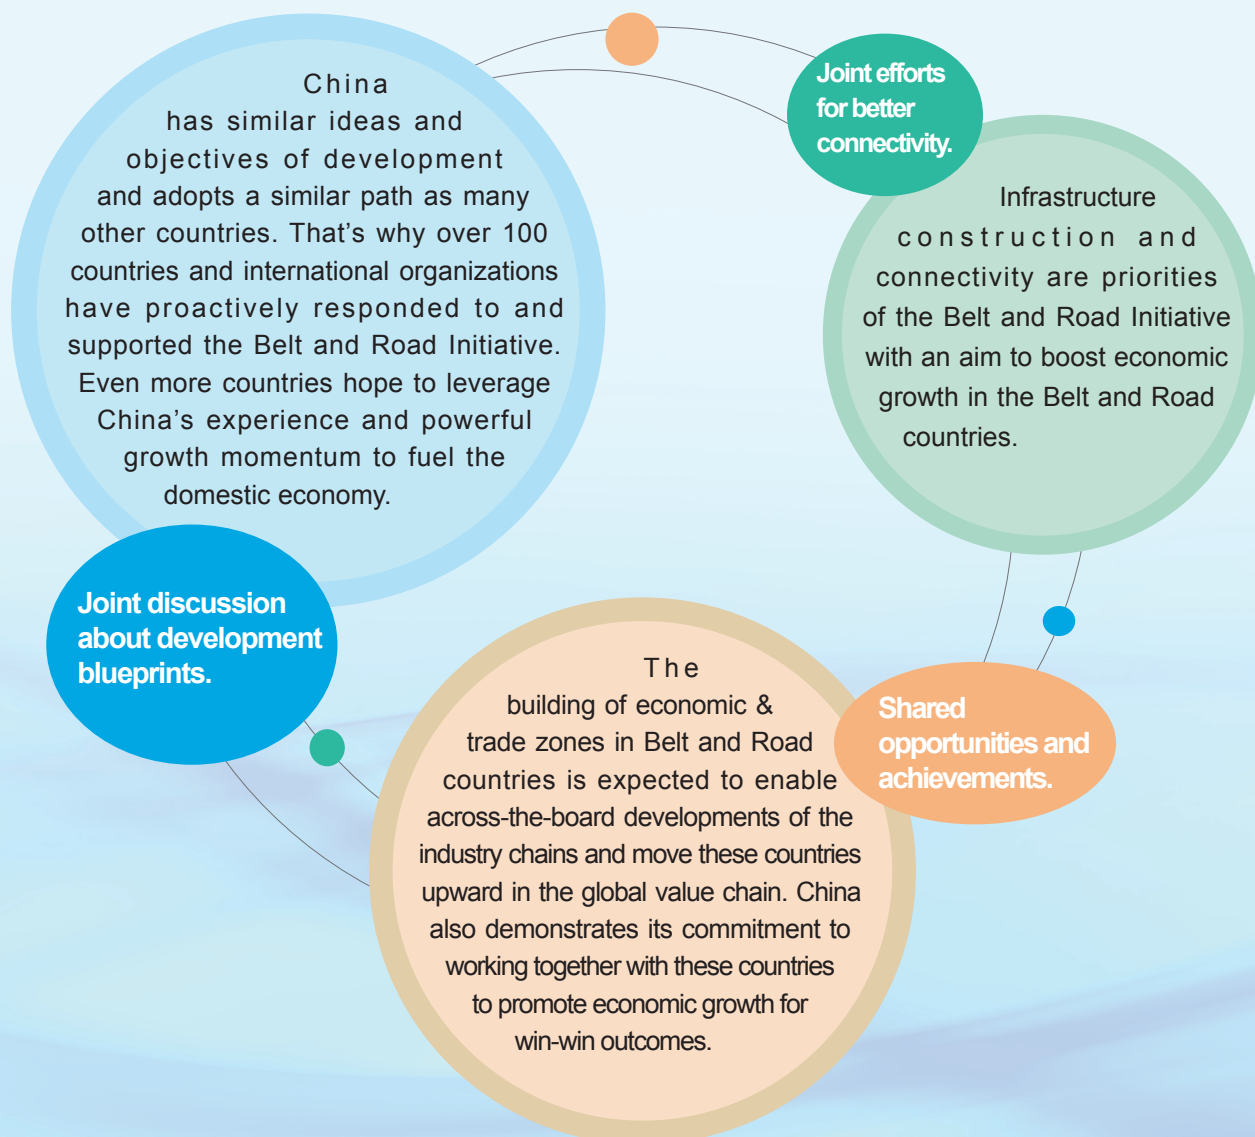 China
has similar ideas and
objectives of development
and adopts a similar path as many
other countries. That’s why over 100
countries and international organizations
have proactively responded to and
supported the Belt and Road Initiative.
Even more countries hope to leverage
China’s experience and powerful
growth momentum to fuel the
domestic economy.
Joint discussion
about development
blueprints.
Joint efforts
for better
connectivity.
Infrastructure
construction and
connectivity are priorities
of the Belt and Road Initiative
with an aim to boost economic
growth in the Belt and Road
countries.
Shared
opportunities and
achievements.
The
building of economic &
trade zones in Belt and Road
countries is expected to enable
across-the-board developments of the
industry chains and move these countries
upward in the global value chain. China
also demonstrates its commitment to
working together with these countries
to promote economic growth for
win-win outcomes.